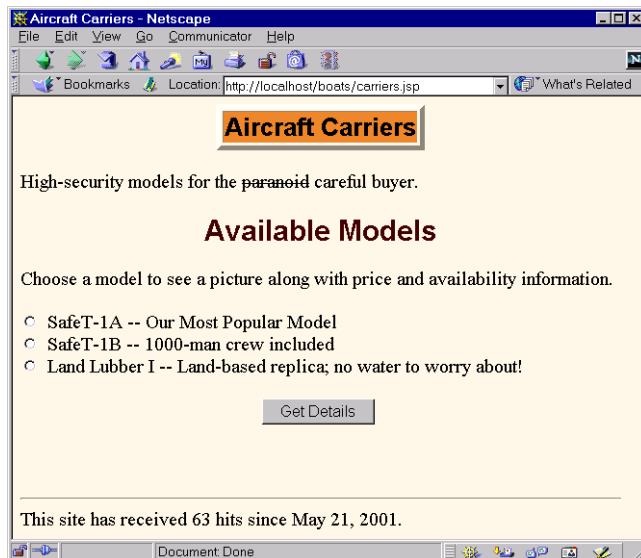 Aircraft Carriers - Netscape
File Edit View Go Communicator Help
My
N
Bookmarks Location: http://localhost/boats/carriers.jsp What's Related
Aircraft Carriers
High-security models for the paranoid careful buyer.
Available Models
Choose a model to see a picture along with price and availability information.
SafeT-1A -- Our Most Popular Model
SafeT-1B -- 1000-man crew included
Land Lubber I -- Land-based replica; no water to worry about!
Get Details
This site has received 63 hits since May 21, 2001.
Document: Done